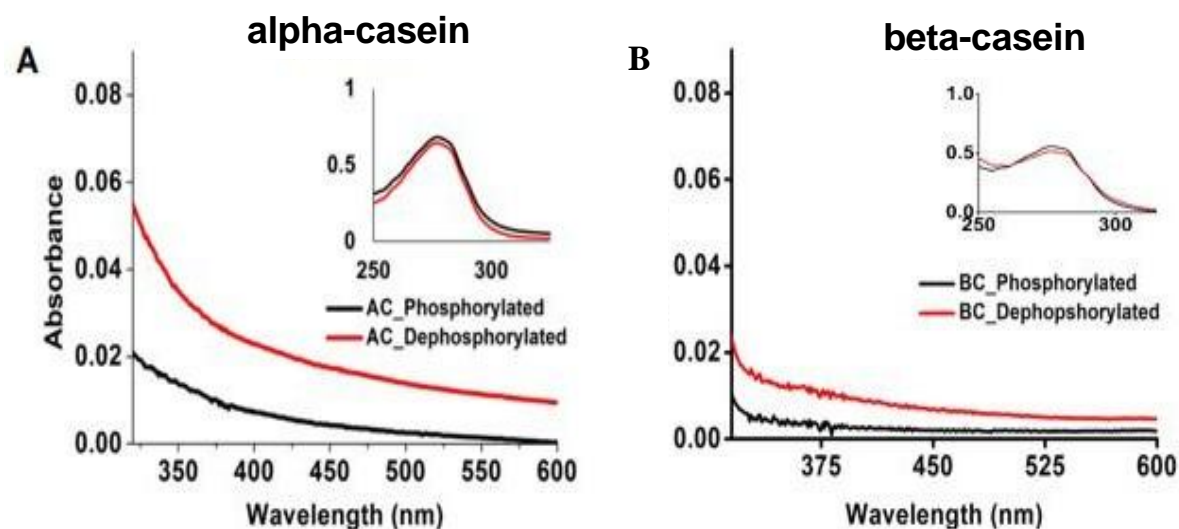 alpha-casein
A
Absorbance
0.08
0.06
0.04
0.02
0.00
1
0.5
0
250 300
AC_Phosphorylated
AC_Dephosphorylated
350 400 450 500 550 600
Wavelength (nm)
beta-casein
B
0.08
0.06
0.04
0.02
0.00
1.0
0.5
0.0
250 300
BC_Phosphorylated
BC_Dephopshorylated
375 450 525 600
Wavelength (nm)